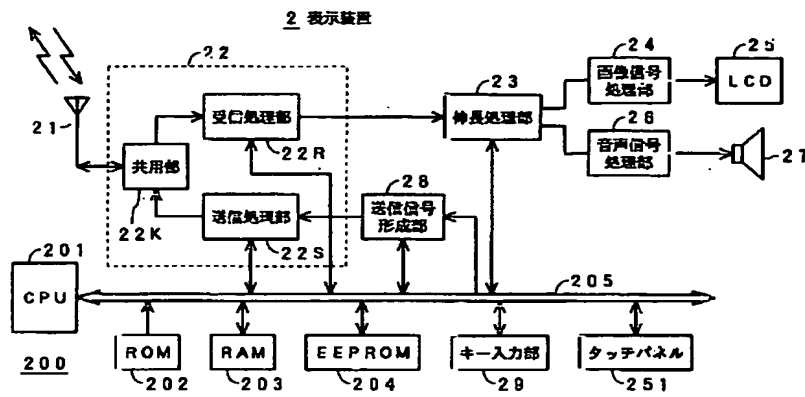 2 表示装置
22
24
25
画像信号
処理部
LCD
23
伸長処理部
受信処理部
22R
21
共用部
22K
26
音声信号
処理部
27
28
送信信号
形成部
送信処理部
22S
201
CPU
205
200
ROM
202
RAM
203
EEPROM
204
キー入力部
29
タッチパネル
251